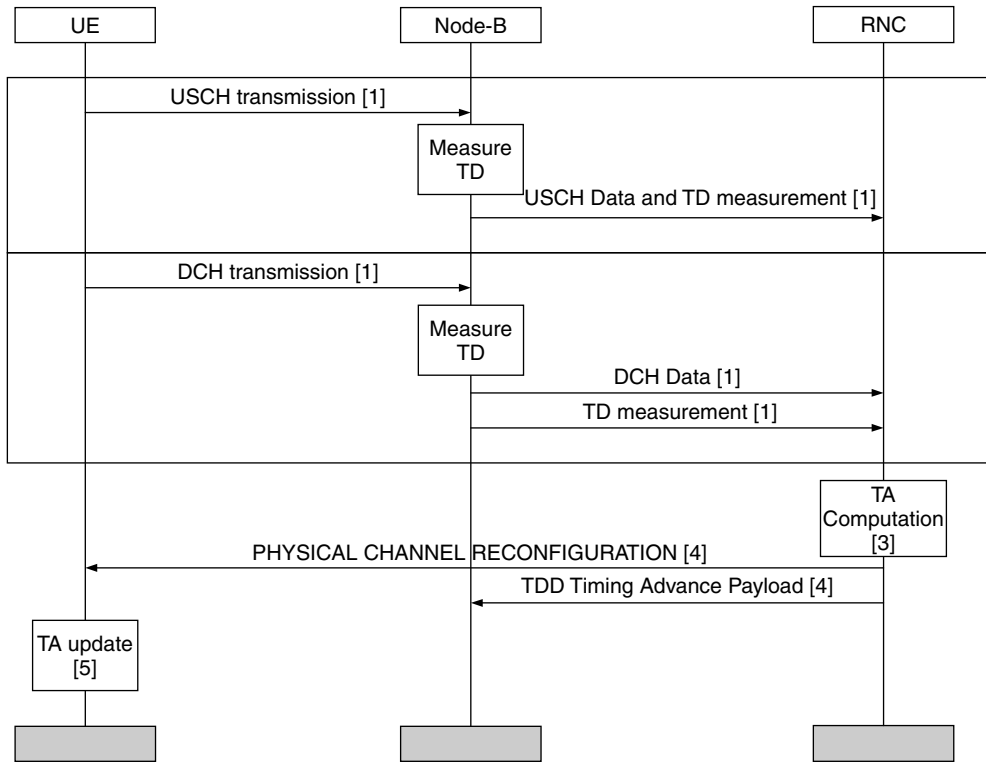 UE
Node-B
RNC
USCH transmission [1]
Measure
TD
USCH Data and TD measurement [1]
DCH transmission [1]
Measure
TD
DCH Data [1]
TD measurement [1]
TA
Computation
[3]
PHYSICAL CHANNEL RECONFIGURATION [4]
TDD Timing Advance Payload [4]
TA update
[5]